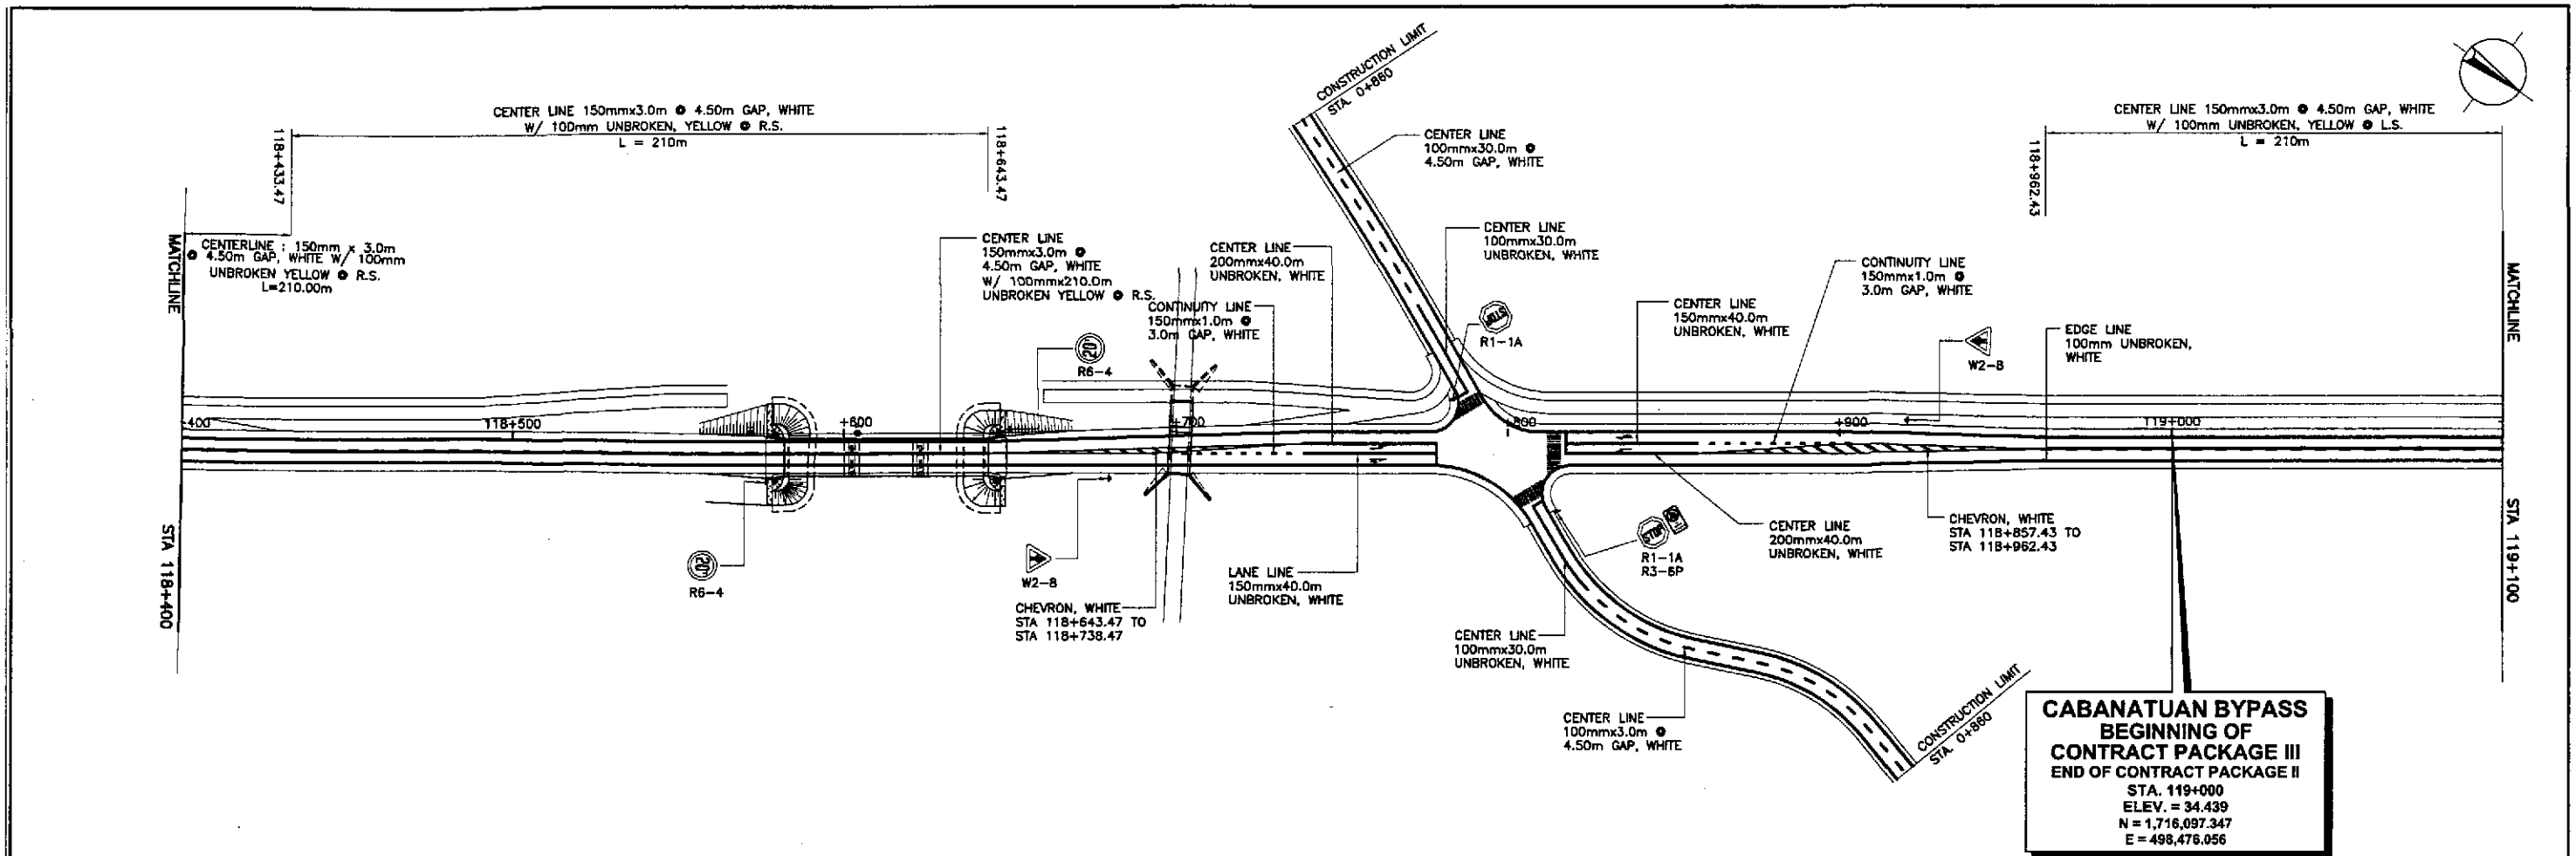 CONSTRUCTION LIMIT
STA. 0+860
CENTER LINE 150mmx3.0m @ 4.50m GAP, WHITE
W/ 100mm UNBROKEN, YELLOW @ R.S.
L = 210m
118+433.47
118+643.47
CENTER LINE
100mmx30.0m @
4.50m GAP, WHITE
CENTER LINE 150mmx3.0m @ 4.50m GAP, WHITE
W/ 100mm UNBROKEN, YELLOW @ L.S.
L = 210m
118+962.43
MATCHLINE
CENTERLINE : 150mm x 3.0m
@ 4.50m GAP, WHITE W/ 100mm
UNBROKEN YELLOW @ R.S.
L=210.00m
CENTER LINE
150mmx3.0m @
4.50m GAP, WHITE
W/ 100mmx210.0m
UNBROKEN YELLOW @ R.S.
CENTER LINE
200mmx40.0m
UNBROKEN, WHITE
CONTINUITY LINE
150mmx1.0m @
3.0m GAP, WHITE
CENTER LINE
100mmx30.0m
UNBROKEN, WHITE
STOP
R1-1A
CENTER LINE
150mmx40.0m
UNBROKEN, WHITE
CONTINUITY LINE
150mmx1.0m @
3.0m GAP, WHITE
W2-8
EDGE LINE
100mm UNBROKEN,
WHITE
MATCHLINE
20T
R6-4
400
118+500
+600
+700
+800
+900
119+000
STA 118+400
20T
R6-4
W2-8
CHEVRON, WHITE
STA 118+643.47 TO
STA 118+738.47
LANE LINE
150mmx40.0m
UNBROKEN, WHITE
CENTER LINE
100mmx30.0m
UNBROKEN, WHITE
STOP
R1-1A
R3-6P
CENTER LINE
200mmx40.0m
UNBROKEN, WHITE
CHEVRON, WHITE
STA 118+857.43 TO
STA 118+962.43
STA 119+100
CENTER LINE
100mmx3.0m @
4.50m GAP, WHITE
CONSTRUCTION LIMIT
STA. 0+860
CABANATUAN BYPASS
BEGINNING OF
CONTRACT PACKAGE III
END OF CONTRACT PACKAGE II
STA. 119+000
ELEV. = 34.439
N = 1,716,097.347
E = 498,476.056